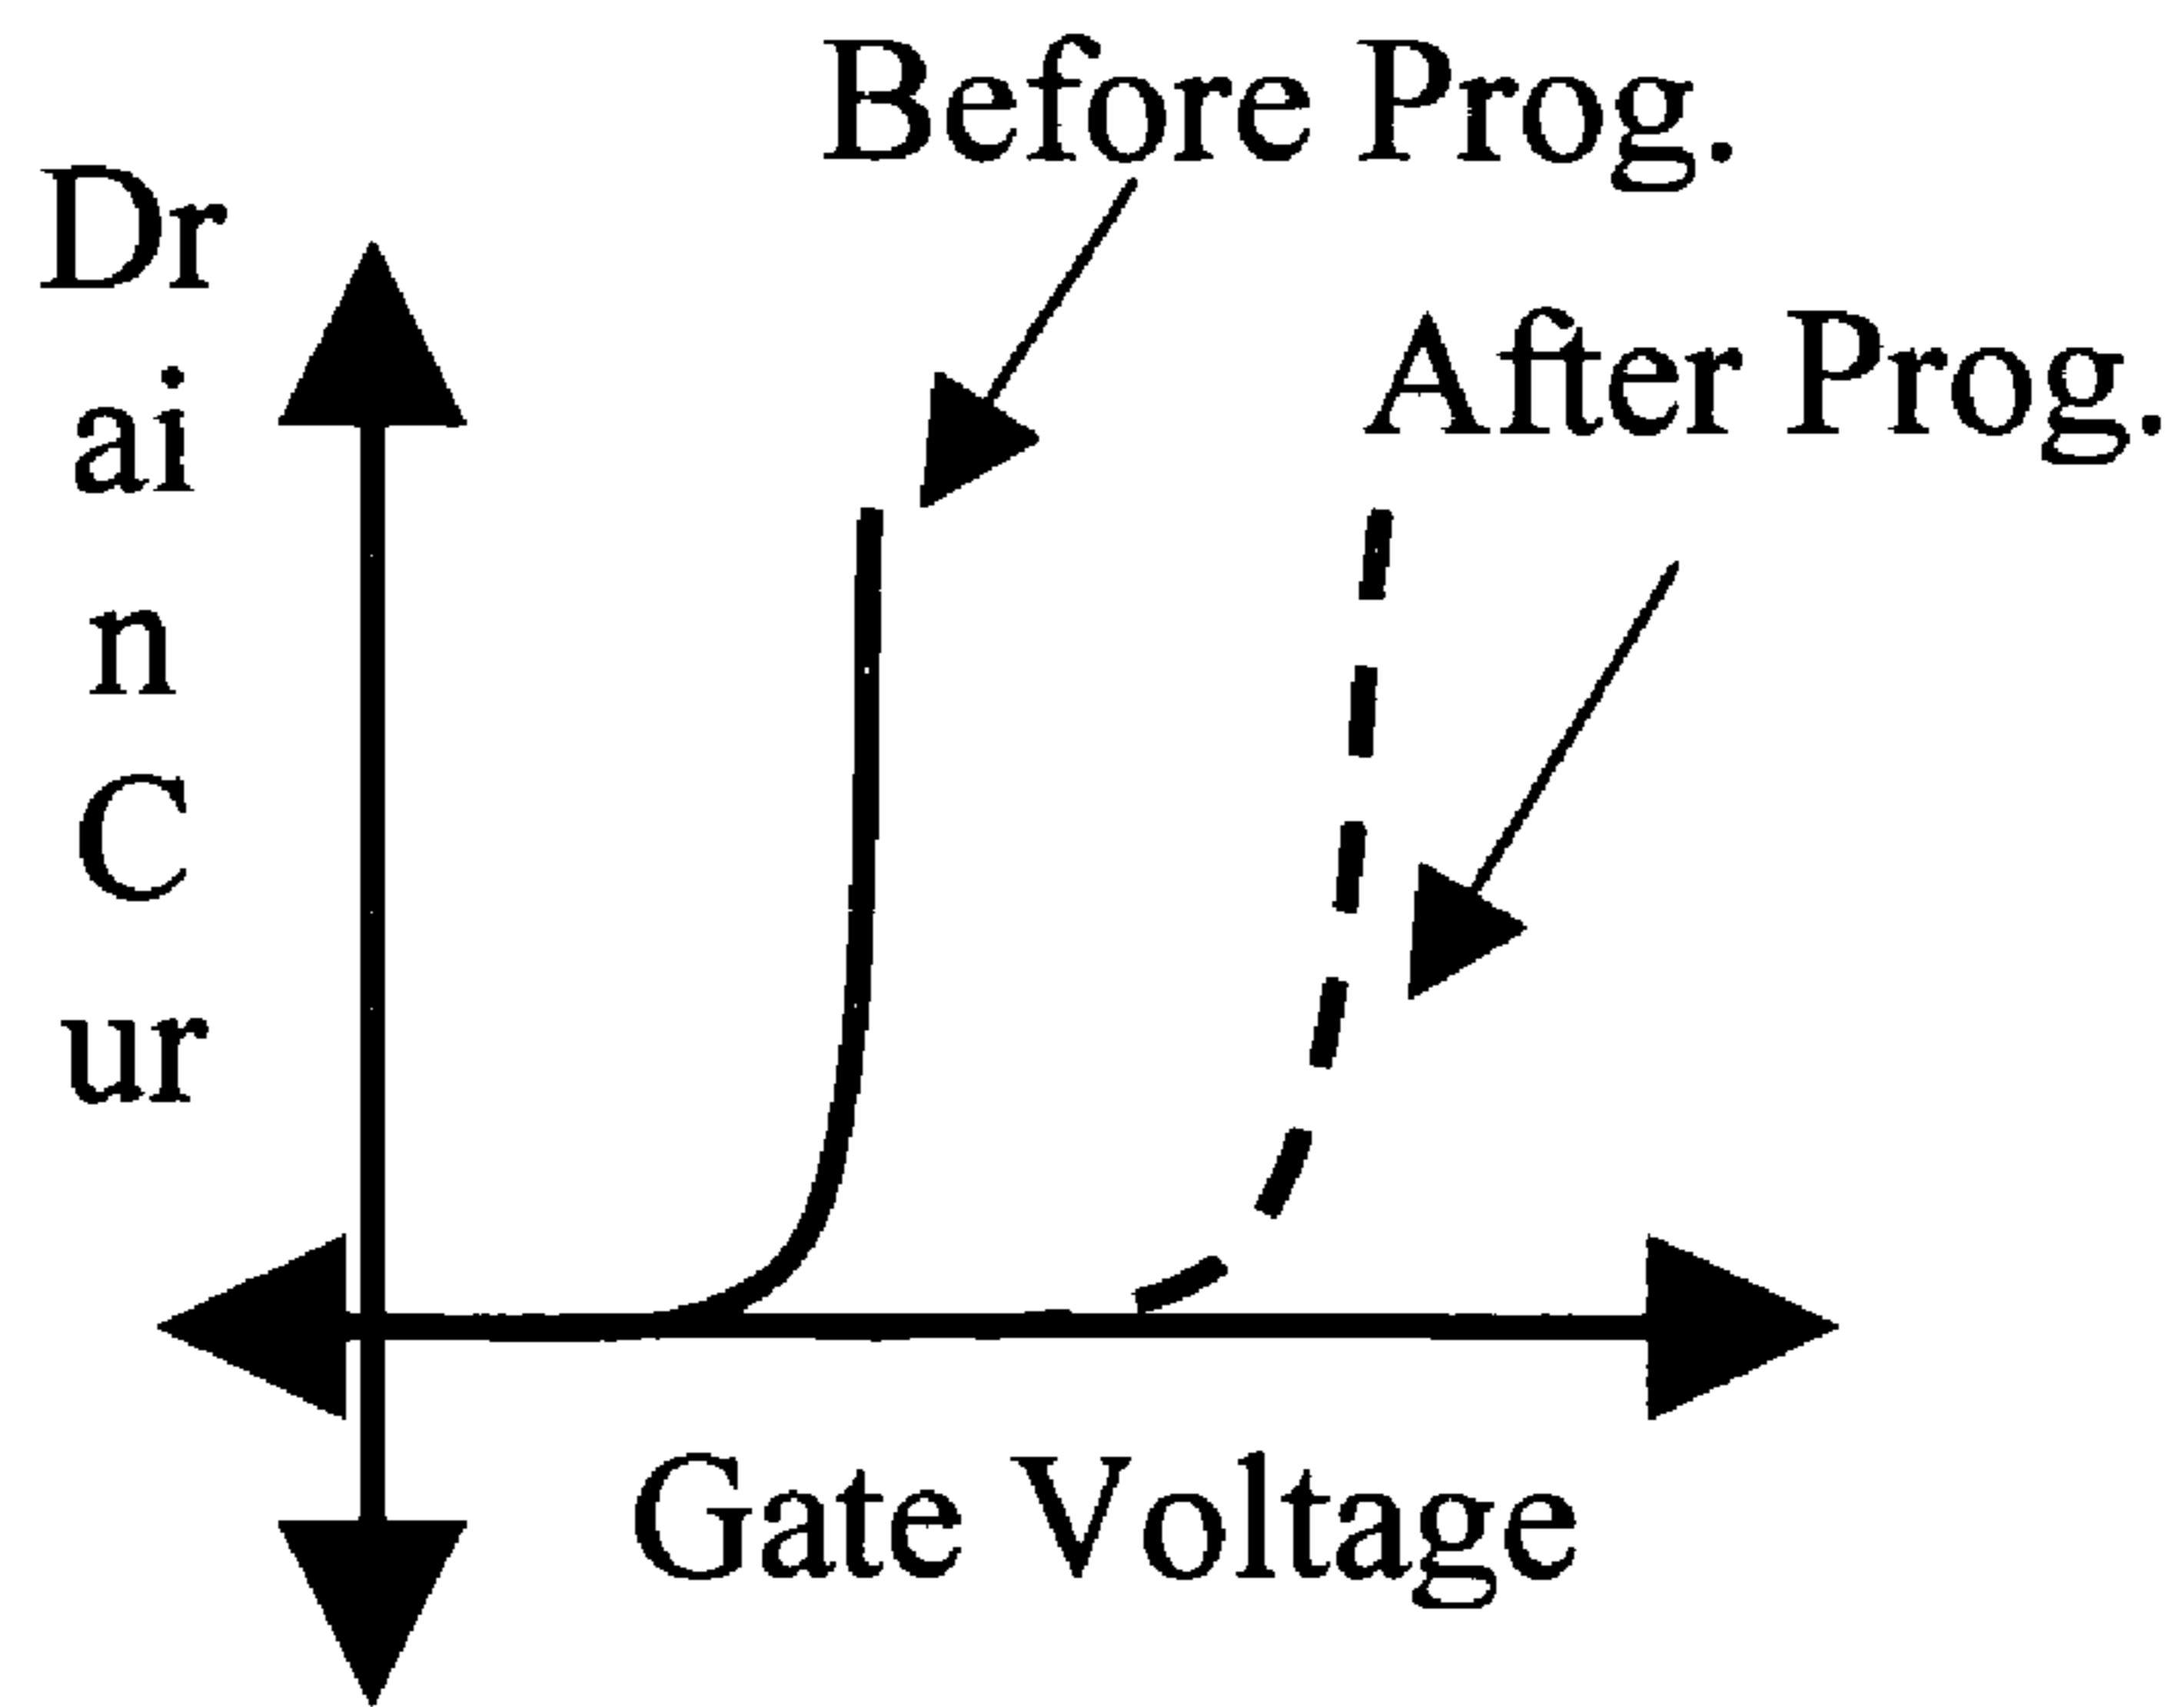 Before Prog.
Dr
ai
n
C
ur
After Prog.
Gate Voltage